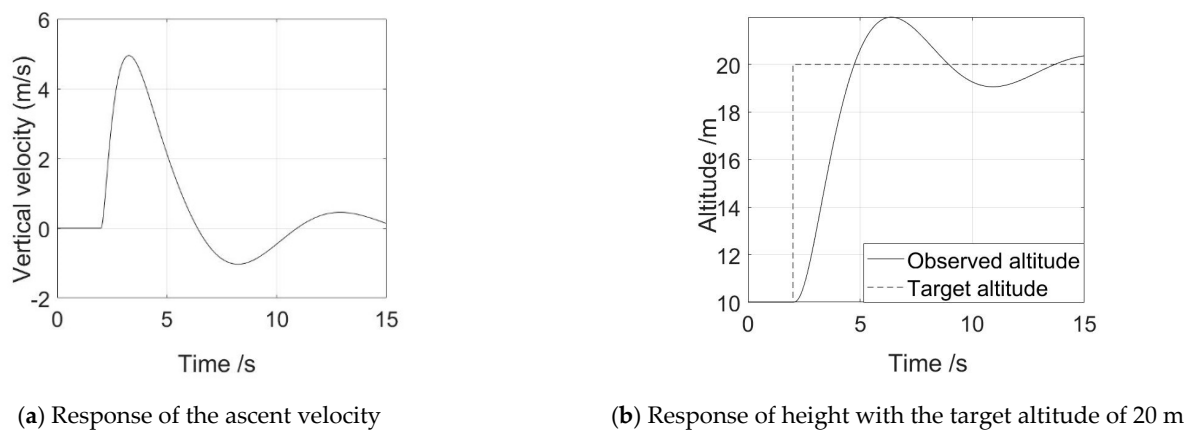 6
4
2
0
-2
Vertical velocity (m/s)
0 5 10 15
Time /s
(a) Response of the ascent velocity
20
18
16
14
12
10
Altitude /m
Observed altitude
Target altitude
0 5 10 15
Time /s
(b) Response of height with the target altitude of 20 m